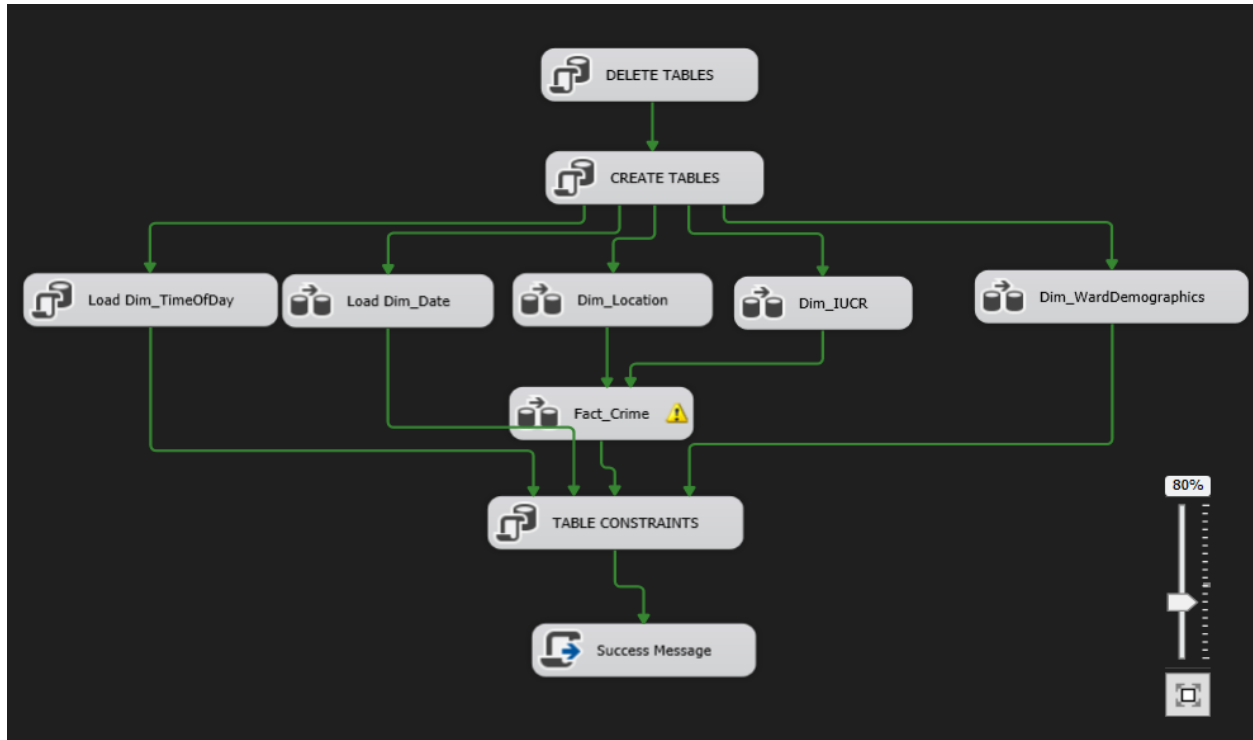 DELETE TABLES
CREATE TABLES
Load Dim_TimeOfDay
Load Dim_Date
Dim_Location
Dim_IUCR
Dim_WardDemographics
Fact_Crime
80%
TABLE CONSTRAINTS
Success Message